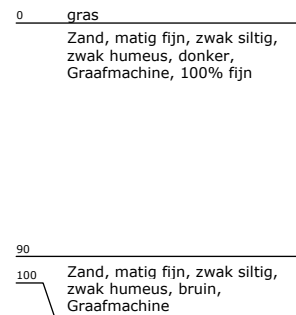 0 gras
Zand, matig fijn, zwak siltig,
zwak humeus, donker,
Graafmachine, 100% fijn
90
100 Zand, matig fijn, zwak siltig,
zwak humeus, bruin,
Graafmachine